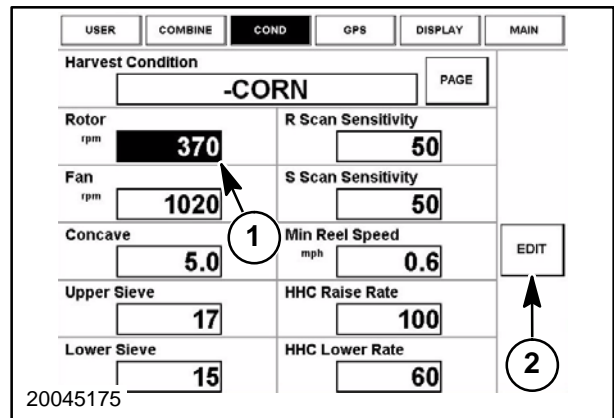 USER COMBINE COND GPS DISPLAY MAIN
Harvest Condition
-CORN PAGE
Rotor R Scan Sensitivity
rpm 370 50
Fan S Scan Sensitivity
rpm 1020 50
1
Concave Min Reel Speed
5.0 mph 0.6 EDIT
Upper Sieve HHC Raise Rate
17 100
Lower Sieve HHC Lower Rate
15 60 2
20045175